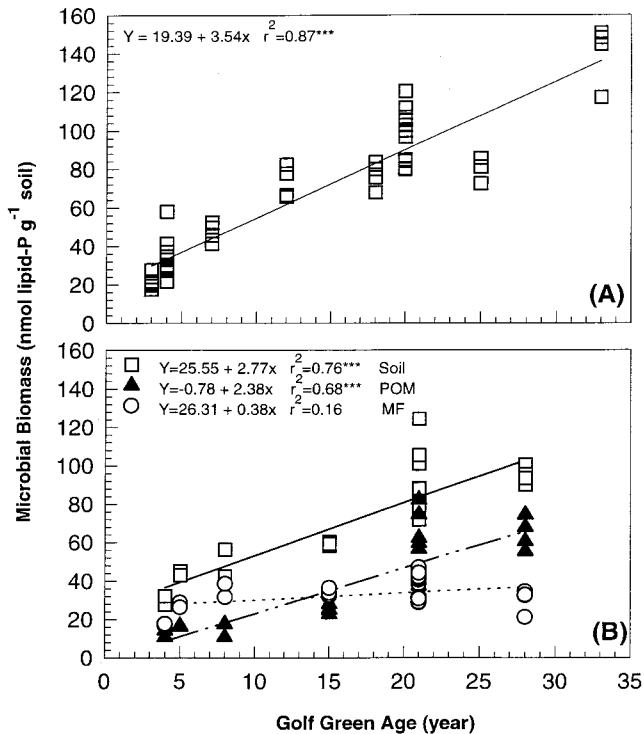 Y = 19.39 + 3.54x r²=0.87***
160
140
120
100
80
60
40
20
0
(A)
Microbial Biomass (nmol lipid-P g⁻¹ soil)
160
140
120
100
80
60
40
20
0
Y=25.55 + 2.77x r²=0.76*** Soil
Y=-0.78 + 2.38x r²=0.68*** POM
Y=26.31 + 0.38x r²=0.16 MF
(B)
0 5 10 15 20 25 30 35
Golf Green Age (year)